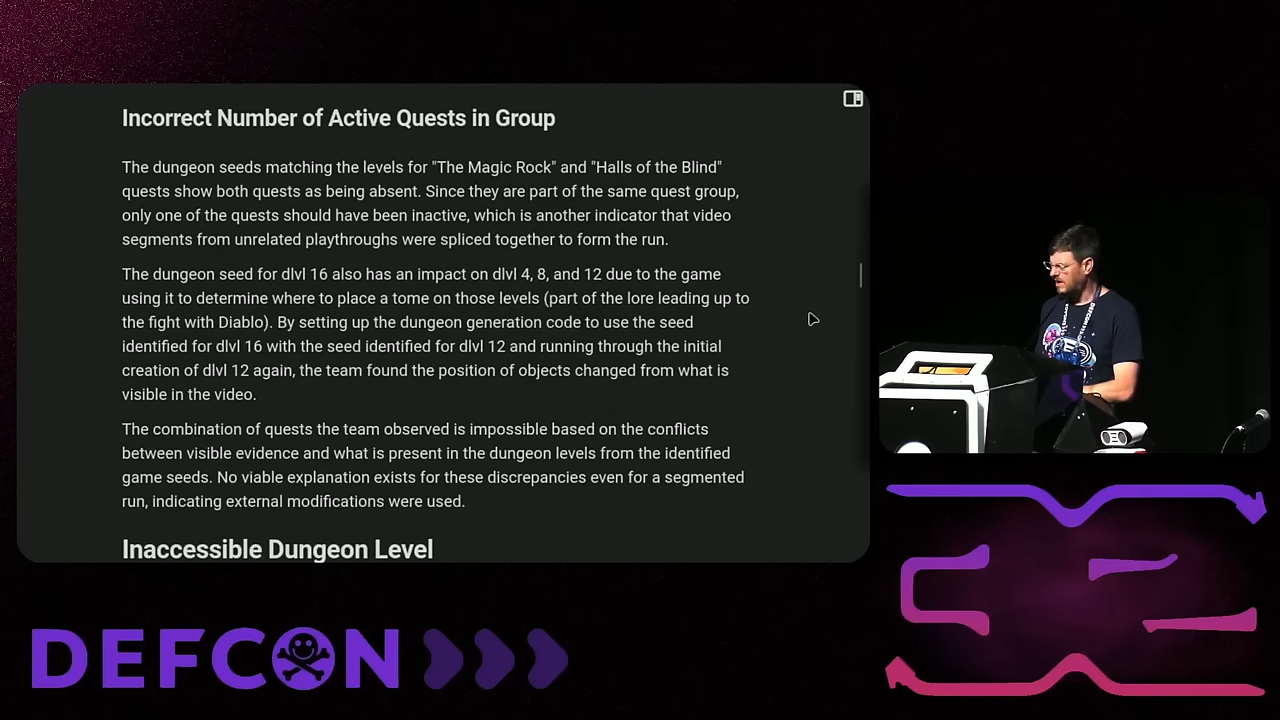 Incorrect Number of Active Quests in Group
The dungeon seeds matching the levels for "The Magic Rock" and "Halls of the Blind"
quests show both quests as being absent. Since they are part of the same quest group,
only one of the quests should have been inactive, which is another indicator that video
segments from unrelated playthroughs were spliced together to form the run.
The dungeon seed for dlvl 16 also has an impact on dlvl 4, 8, and 12 due to the game
using it to determine where to place a tome on those levels (part of the lore leading up to
the fight with Diablo). By setting up the dungeon generation code to use the seed
identified for dlvl 16 with the seed identified for dlvl 12 and running through the initial
creation of dlvl 12 again, the team found the position of objects changed from what is
visible in the video.
The combination of quests the team observed is impossible based on the conflicts
between visible evidence and what is present in the dungeon levels from the identified
game seeds. No viable explanation exists for these discrepancies even for a segmented
run, indicating external modifications were used.
Inaccessible Dungeon Level
DEFCON